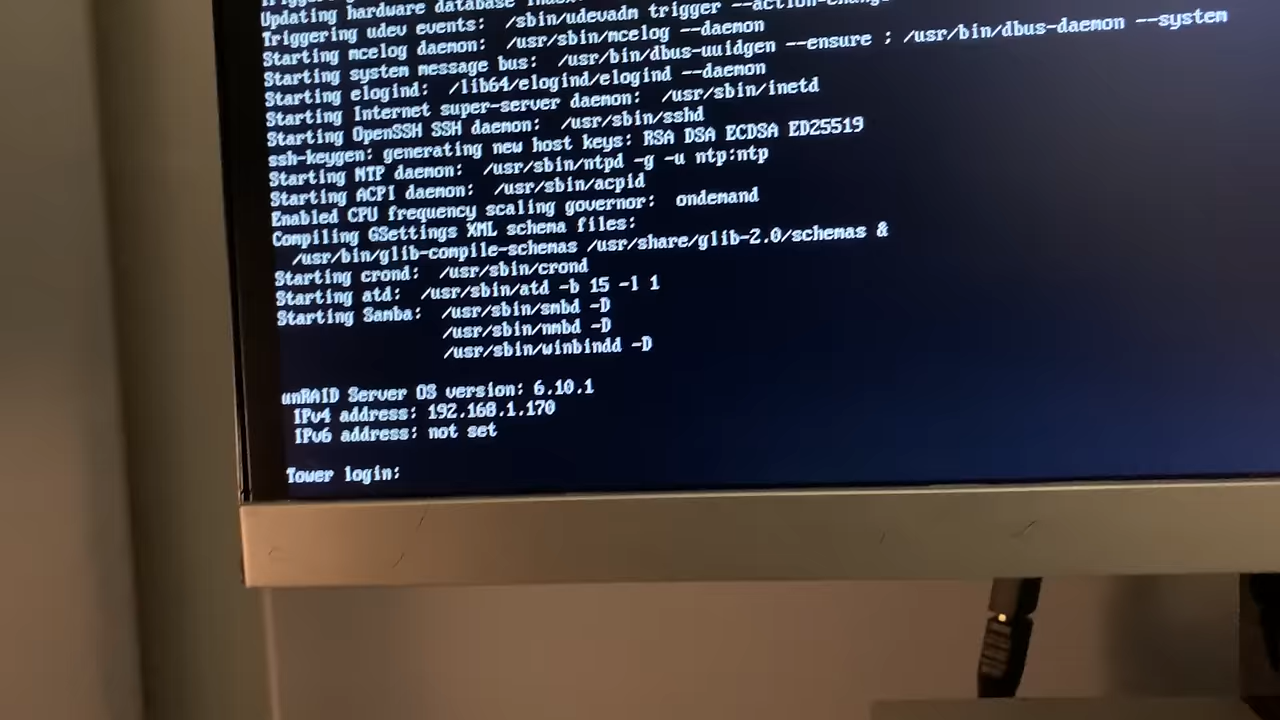 Updating hardware database index:
Triggering udev events: /sbin/udevadm trigger --action=change
Starting mcelog daemon: /usr/sbin/mcelog --daemon
Starting system message bus: /usr/bin/dbus-uuidgen --ensure ; /usr/bin/dbus-daemon --system
Starting elogind: /lib64/elogind/elogind --daemon
Starting Internet super-server daemon: /usr/sbin/inetd
Starting OpenSSH SSH daemon: /usr/sbin/sshd
ssh-keygen: generating new host keys: RSA DSA ECDSA ED25519
Starting NTP daemon: /usr/sbin/ntpd -g -u ntp:ntp
Starting ACPI daemon: /usr/sbin/acpid
Enabled CPU frequency scaling governor: ondemand
Compiling GSettings XML schema files:
/usr/bin/glib-compile-schemas /usr/share/glib-2.0/schemas &
Starting crond: /usr/sbin/crond
Starting atd: /usr/sbin/atd -b 15 -l 1
Starting Samba: /usr/sbin/smbd -D
/usr/sbin/nmbd -D
/usr/sbin/winbindd -D
unRAID Server OS version: 6.10.1
IPv4 address: 192.168.1.170
IPv6 address: not set
Tower login: